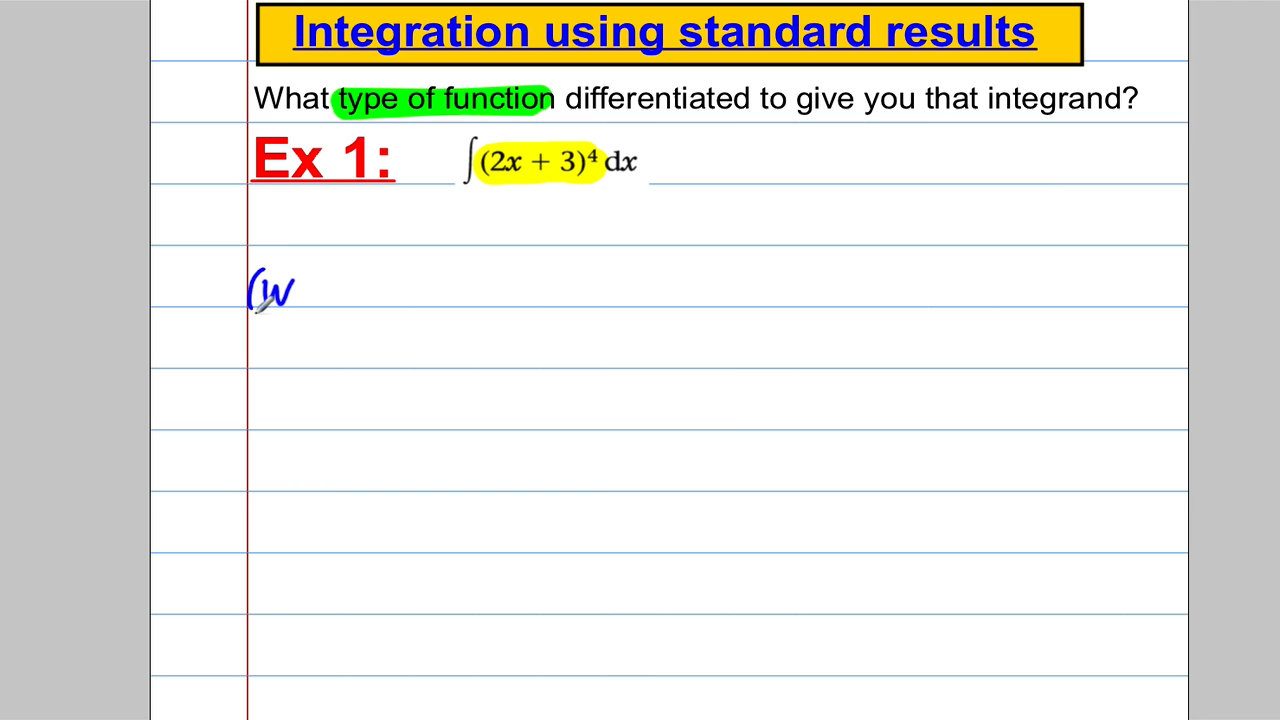 Integration using standard results
What type of function differentiated to give you that integrand?
Ex 1: ∫(2x + 3)⁴ dx
(W